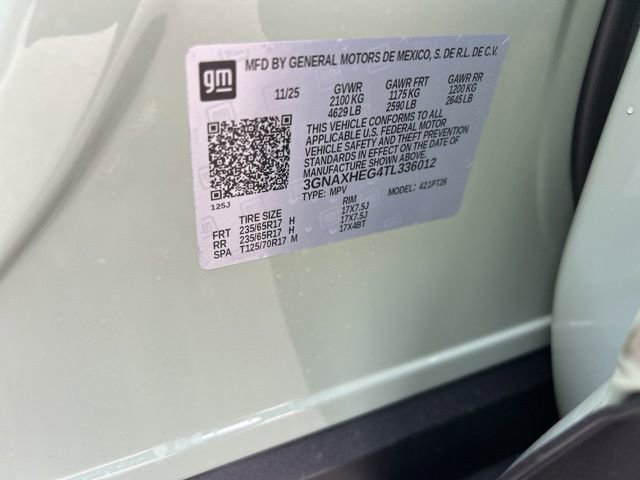 gm
MFD BY GENERAL MOTORS DE MEXICO, S. DE R.L. DE C.V.
11/25 GVWR GAWR FRT GAWR RR
2100 KG 1175 KG 1200 KG
4629 LB 2590 LB 2645 LB
THIS VEHICLE CONFORMS TO ALL
APPLICABLE U.S. FEDERAL MOTOR
VEHICLE SAFETY AND THEFT PREVENTION
STANDARDS IN EFFECT ON THE DATE OF
MANUFACTURE SHOWN ABOVE.
3GNAXHEG4TL336012
TYPE: MPV MODEL: 421PT26
125J
TIRE SIZE RIM
FRT 235/65R17 H 17X7.5J
RR 235/65R17 H 17X7.5J
SPA T125/70R17 M 17X4BT